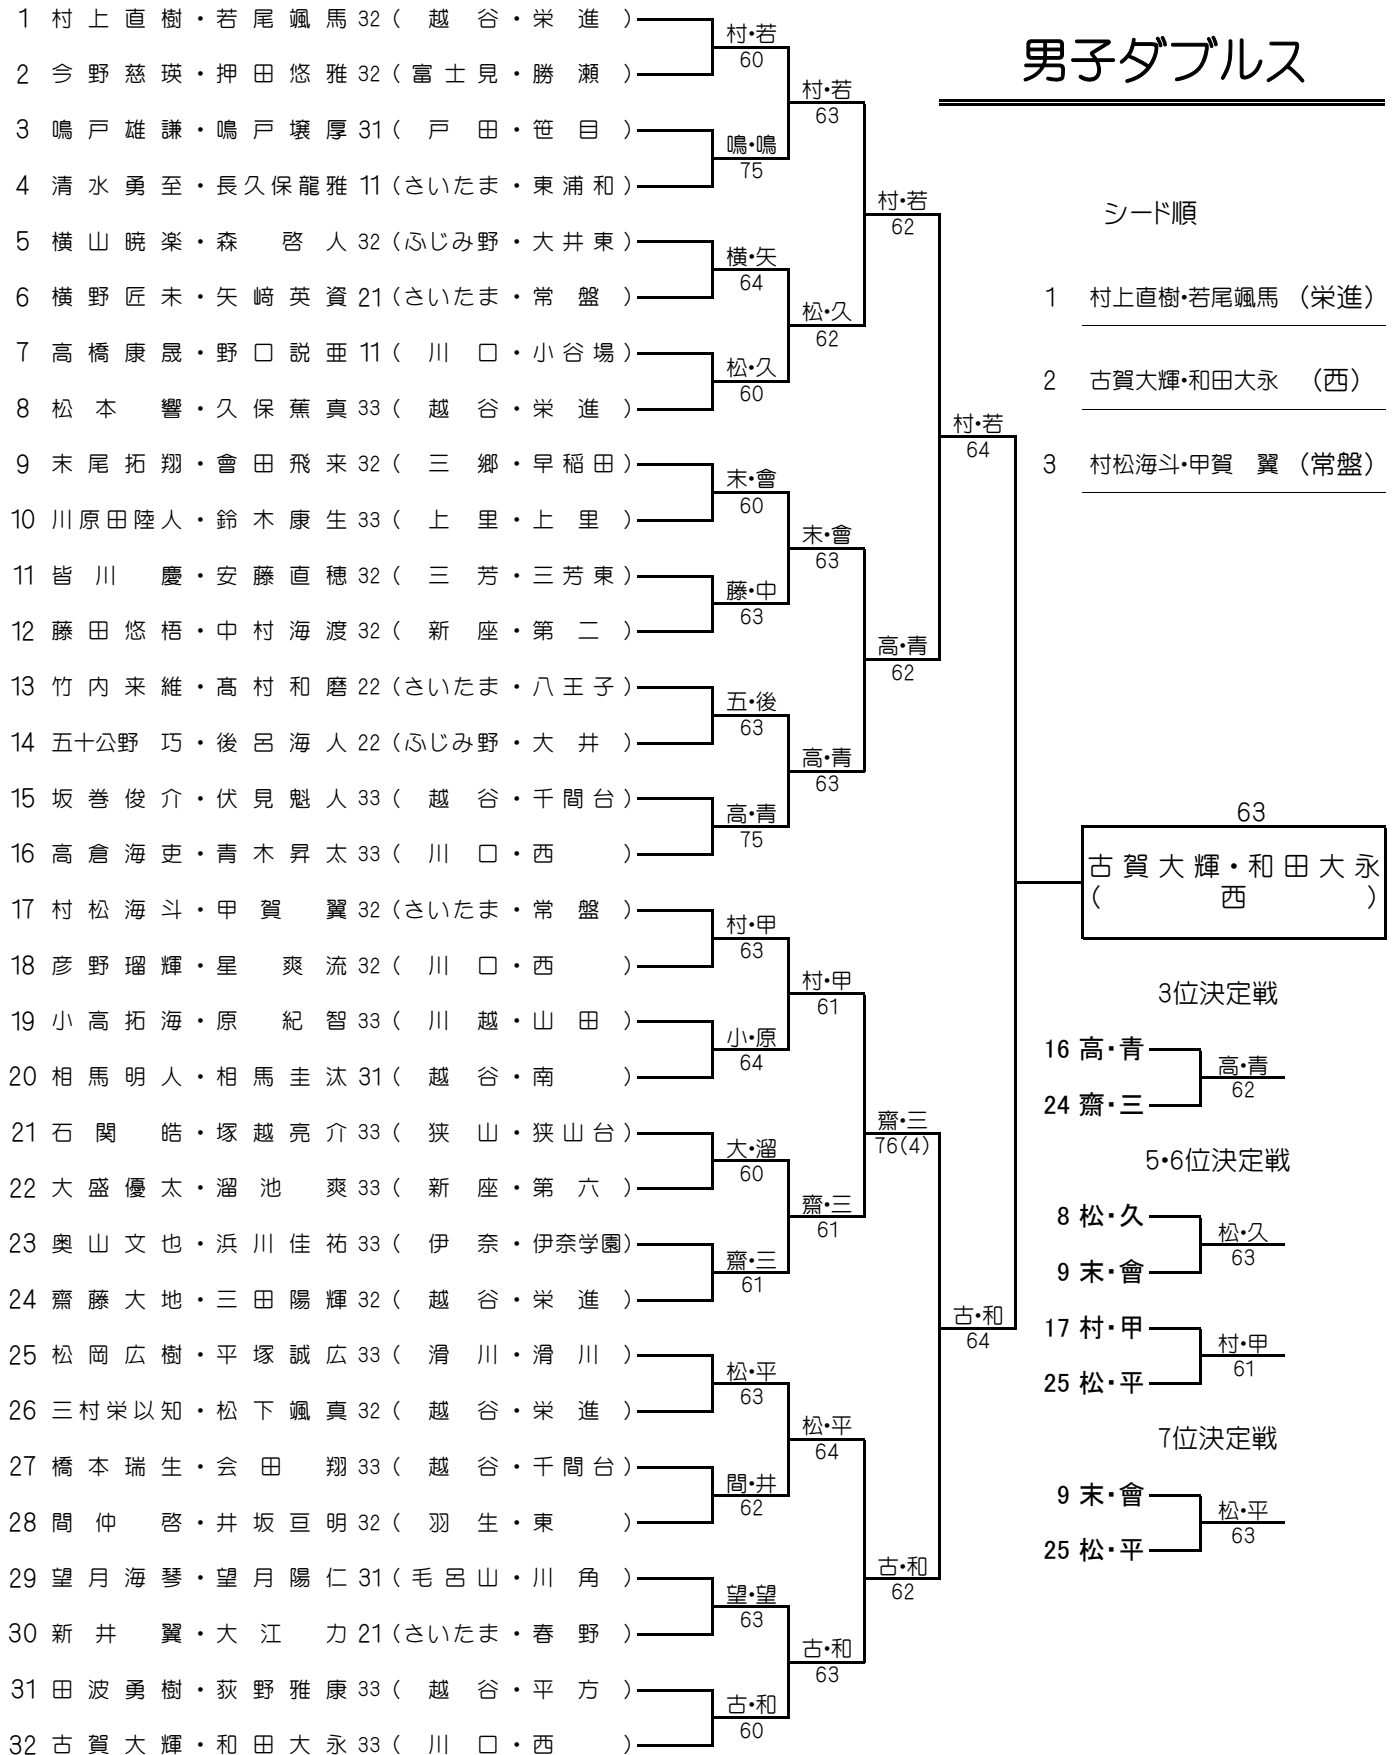 男子ダブルス
1 村上直樹・若尾颯馬 32 ( 越谷・栄進 )
2 今野慈瑛・押田悠雅 32 ( 富士見・勝瀬 )
3 鳴戸雄謙・鳴戸壌厚 31 ( 戸田・笹目 )
4 清水勇至・長久保龍雅 11 (さいたま・東浦和)
5 横山暁楽・森 啓人 32 (ふじみ野・大井東)
6 横野匠未・矢﨑英資 21 (さいたま・常盤 )
7 高橋康晟・野口説亜 11 ( 川口・小谷場)
8 松本 響・久保蕉真 33 ( 越谷・栄進 )
9 末尾拓翔・會田飛来 32 ( 三郷・早稲田)
10 川原田陸人・鈴木康生 33 ( 上里・上里 )
11 皆川 慶・安藤直穂 32 ( 三芳・三芳東)
12 藤田悠梧・中村海渡 32 ( 新座・第二 )
13 竹内来維・髙村和磨 22 (さいたま・八王子)
14 五十公野 巧・後呂海人 22 (ふじみ野・大井 )
15 坂巻俊介・伏見魁人 33 ( 越谷・千間台)
16 高倉海吏・青木昇太 33 ( 川口・西 )
17 村松海斗・甲賀 翼 32 (さいたま・常盤 )
18 彦野瑠輝・星 爽流 32 ( 川口・西 )
19 小高拓海・原 紀智 33 ( 川越・山田 )
20 相馬明人・相馬圭汰 31 ( 越谷・南 )
21 石関 皓・塚越亮介 33 ( 狭山・狭山台)
22 大盛優太・溜池 爽 33 ( 新座・第六 )
23 奥山文也・浜川佳祐 33 ( 伊奈・伊奈学園)
24 齋藤大地・三田陽輝 32 ( 越谷・栄進 )
25 松岡広樹・平塚誠広 33 ( 滑川・滑川 )
26 三村栄以知・松下颯真 32 ( 越谷・栄進 )
27 橋本瑞生・会田 翔 33 ( 越谷・千間台)
28 間仲 啓・井坂亘明 32 ( 羽生・東 )
29 望月海琴・望月陽仁 31 ( 毛呂山・川角 )
30 新井 翼・大江 力 21 (さいたま・春野 )
31 田波勇樹・荻野雅康 33 ( 越谷・平方 )
32 古賀大輝・和田大永 33 ( 川口・西 )
村・若
60
鳴・鳴
75
横・矢
64
松・久
60
末・會
60
藤・中
63
五・後
63
高・青
75
村・甲
63
小・原
64
大・溜
60
齋・三
61
松・平
63
間・井
62
望・望
63
古・和
60
村・若
63
松・久
62
末・會
63
高・青
63
村・甲
61
齋・三
61
松・平
64
古・和
63
村・若
62
高・青
62
齋・三
76(4)
古・和
62
村・若
64
古・和
64
シード順
1 村上直樹・若尾颯馬 (栄進)
2 古賀大輝・和田大永 (西)
3 村松海斗・甲賀 翼 (常盤)
63
古賀大輝・和田大永
( 西 )
3位決定戦
16 高・青
24 齋・三
高・青
62
5・6位決定戦
8 松・久
9 末・會
松・久
63
17 村・甲
25 松・平
村・甲
61
7位決定戦
9 末・會
25 松・平
松・平
63